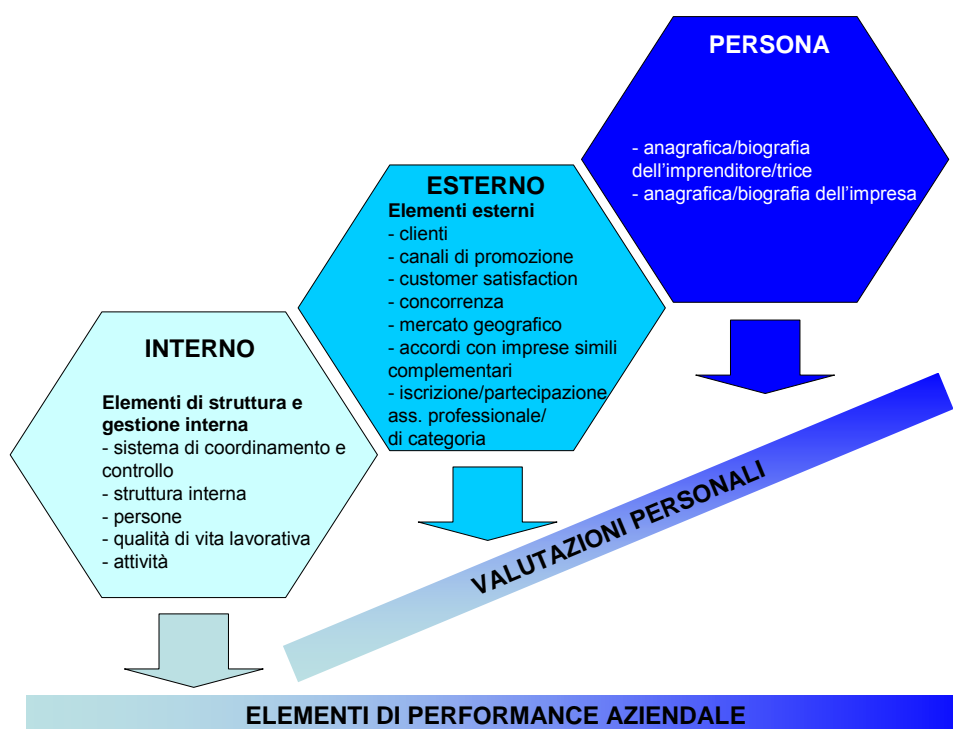 PERSONA
- anagrafica/biografia
dell'imprenditore/trice
- anagrafica/biografia dell'impresa
ESTERNO
Elementi esterni
- clienti
- canali di promozione
- customer satisfaction
- concorrenza
- mercato geografico
- accordi con imprese simili
complementari
- iscrizione/partecipazione
ass. professionale/
di categoria
INTERNO
Elementi di struttura e
gestione interna
- sistema di coordinamento e
controllo
- struttura interna
- persone
- qualità di vita lavorativa
- attività
VALUTAZIONI PERSONALI
ELEMENTI DI PERFORMANCE AZIENDALE